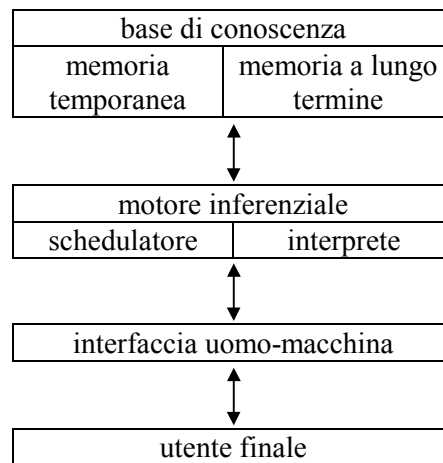 base di conoscenza
memoria temporanea
memoria a lungo termine
motore inferenziale
schedulatore
interprete
interfaccia uomo-macchina
utente finale